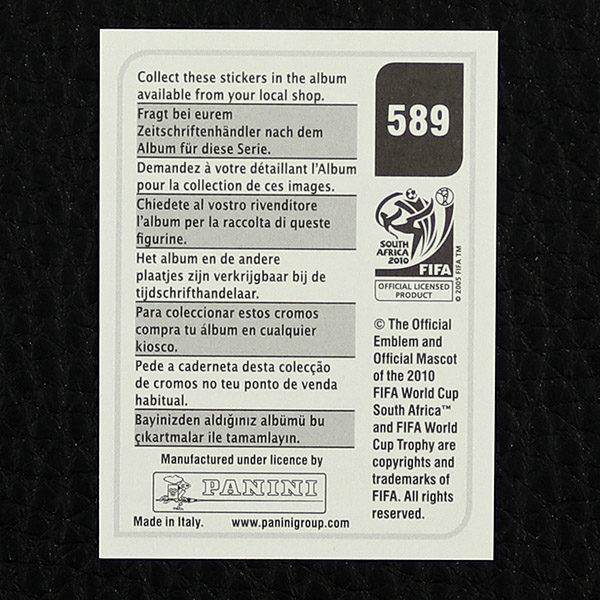 Collect these stickers in the album
available from your local shop.
Fragt bei eurem
Zeitschriftenhändler nach dem
Album für diese Serie.
Demandez à votre détaillant l'Album
pour la collection de ces images.
Chiedete al vostro rivenditore
l'album per la raccolta di queste
figurine.
Het album en de andere
plaatjes zijn verkrijgbaar bij de
tijdschrifthandelaar.
Para coleccionar estos cromos
compra tu álbum en cualquier
kiosco.
Pede a caderneta desta colecção
de cromos no teu ponto de venda
habitual.
Bayinizden aldığınız albümü bu
çıkartmalar ile tamamlayın.
Manufactured under licence by
PANINI
Made in Italy. www.paninigroup.com
589
SOUTH
AFRICA
2010
FIFA
OFFICIAL LICENSED
PRODUCT
© 2005 FIFA TM
© The Official
Emblem and
Official Mascot
of the 2010
FIFA World Cup
South Africa™
and FIFA World
Cup Trophy are
copyrights and
trademarks of
FIFA. All rights
reserved.